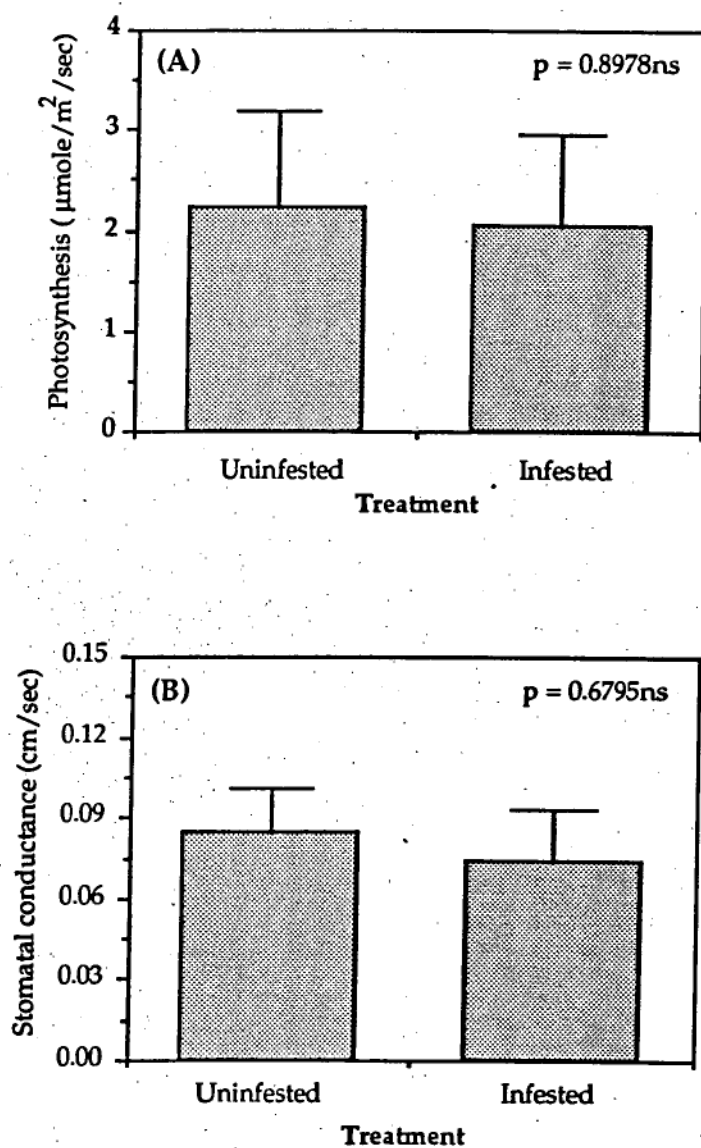 4
(A)
p = 0.8978ns
3
2
1
0
Photosynthesis ( μmole/m²/sec)
Uninfested
Infested
Treatment
0.15
(B)
p = 0.6795ns
0.12
0.09
0.06
0.03
0.00
Stomatal conductance (cm/sec)
Uninfested
Infested
Treatment